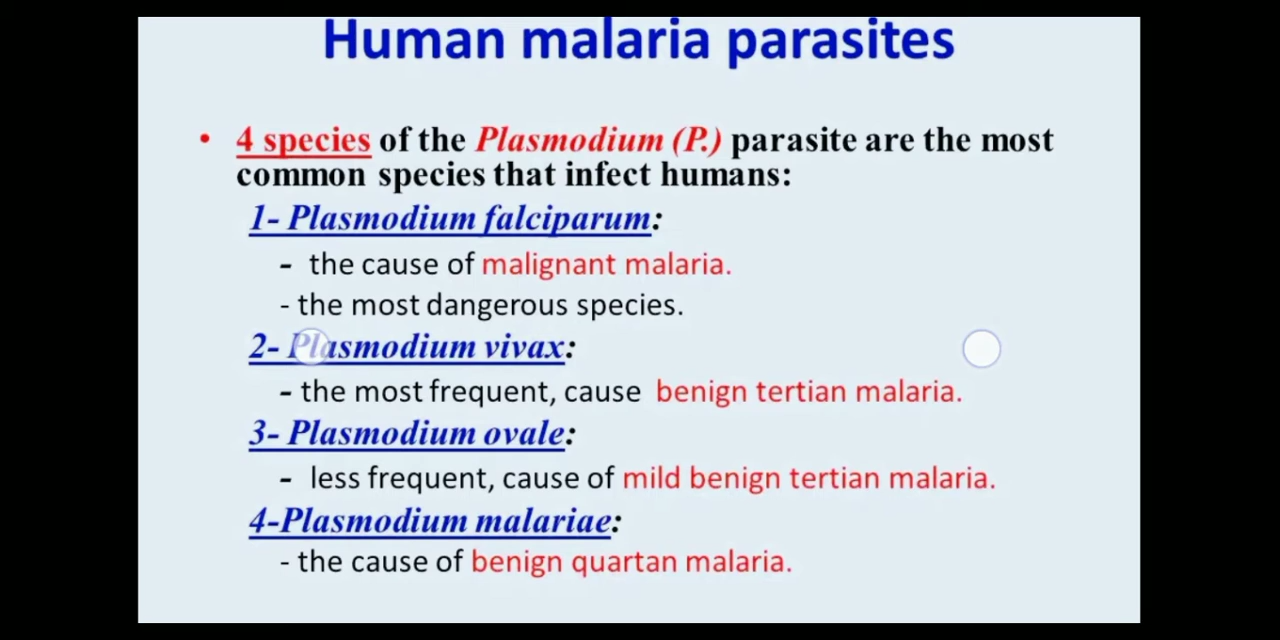 Human malaria parasites
• 4 species of the Plasmodium (P.) parasite are the most
common species that infect humans:
1- Plasmodium falciparum:
- the cause of malignant malaria.
- the most dangerous species.
2- Plasmodium vivax:
- the most frequent, cause benign tertian malaria.
3- Plasmodium ovale:
- less frequent, cause of mild benign tertian malaria.
4-Plasmodium malariae:
- the cause of benign quartan malaria.